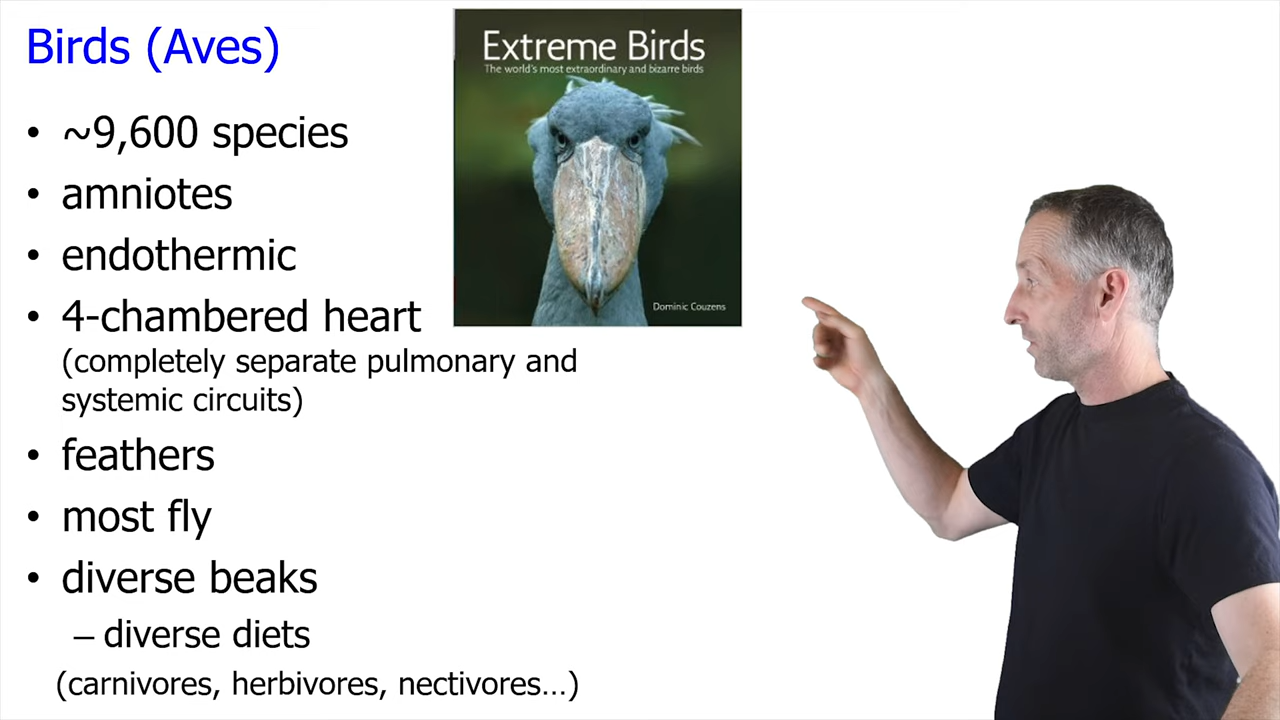 Birds (Aves)
Extreme Birds
The world's most extraordinary and bizarre birds
Dominic Couzens
• ~9,600 species
• amniotes
• endothermic
• 4-chambered heart
(completely separate pulmonary and
systemic circuits)
• feathers
• most fly
• diverse beaks
– diverse diets
(carnivores, herbivores, nectivores…)